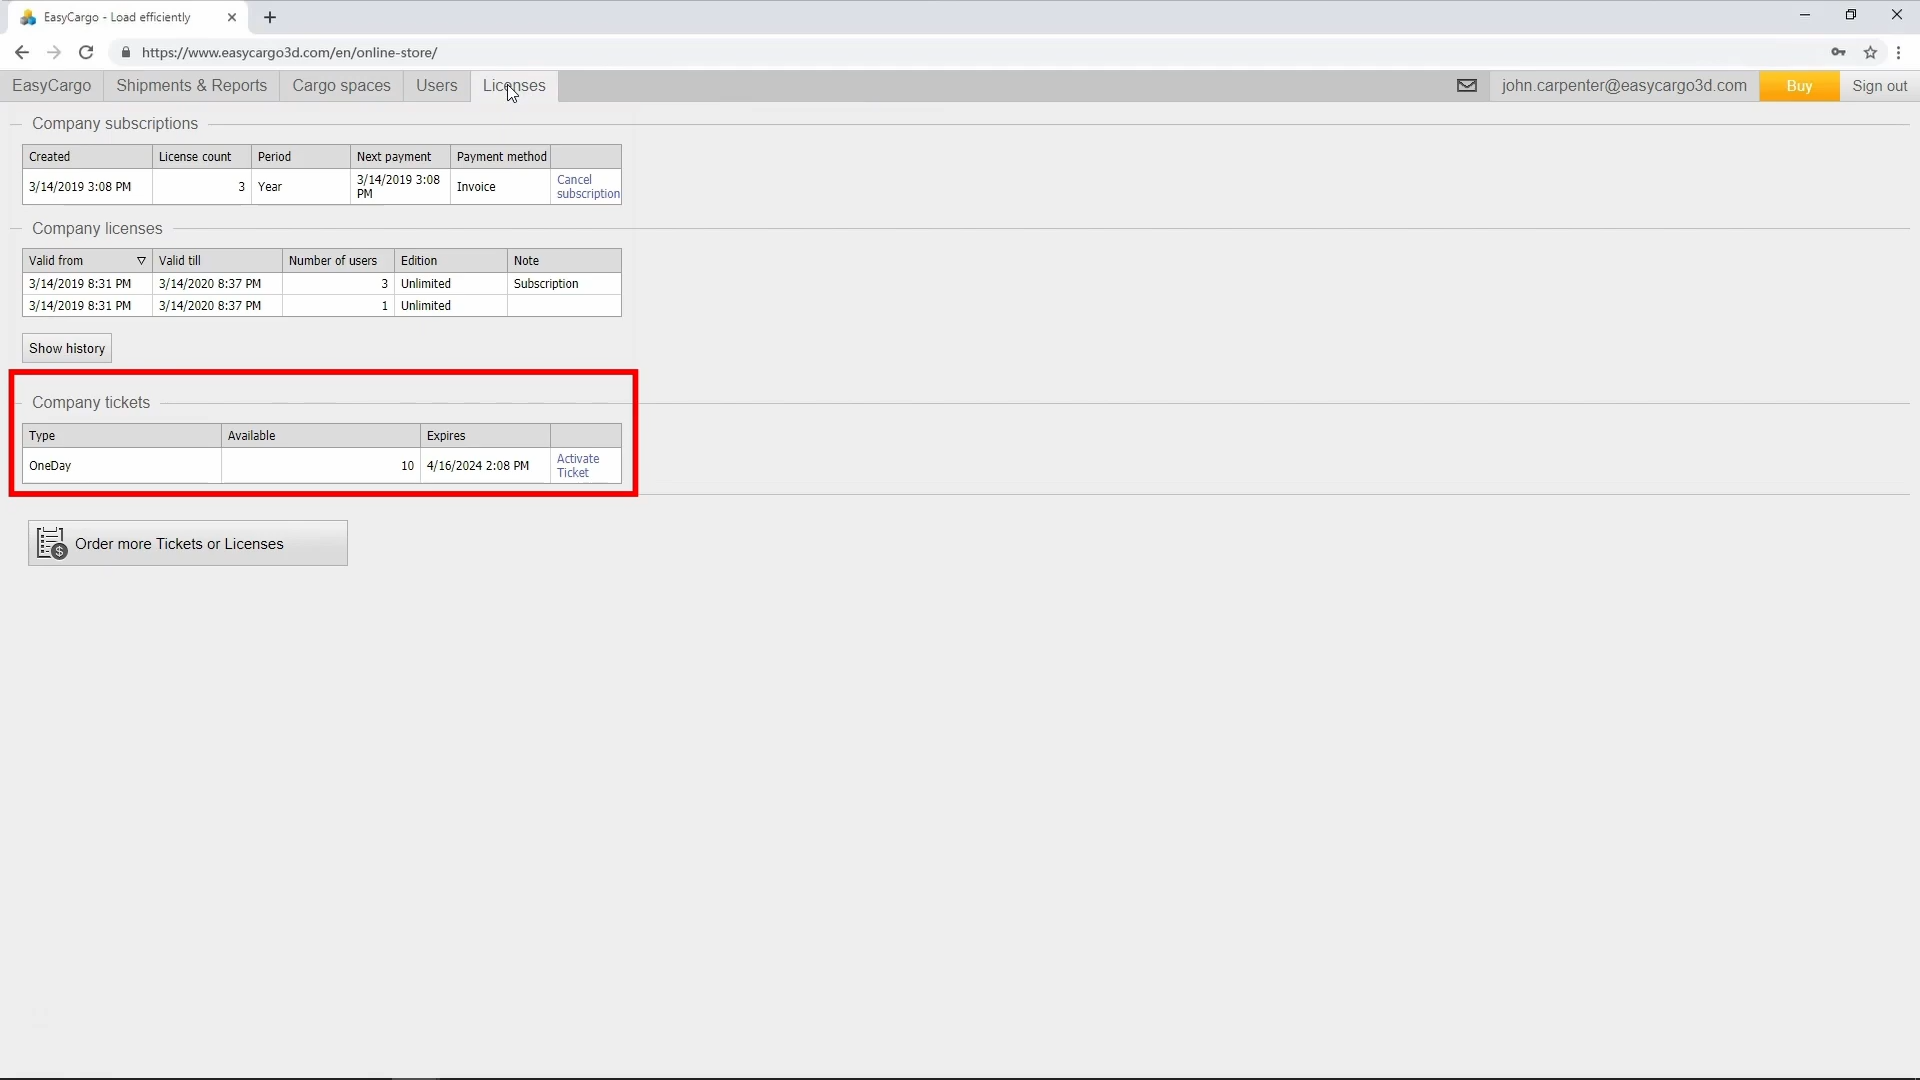 EasyCargo - Load efficiently
https://www.easycargo3d.com/en/online-store/
EasyCargo Shipments & Reports Cargo spaces Users Licenses john.carpenter@easycargo3d.com Buy Sign out
Company subscriptions
Created License count Period Next payment Payment method
3/14/2019 3:08 PM 3 Year 3/14/2019 3:08 PM Invoice Cancel subscription
Company licenses
Valid from Valid till Number of users Edition Note
3/14/2019 8:31 PM 3/14/2020 8:37 PM 3 Unlimited Subscription
3/14/2019 8:31 PM 3/14/2020 8:37 PM 1 Unlimited
Show history
Company tickets
Type Available Expires
OneDay 10 4/16/2024 2:08 PM Activate Ticket
$ Order more Tickets or Licenses